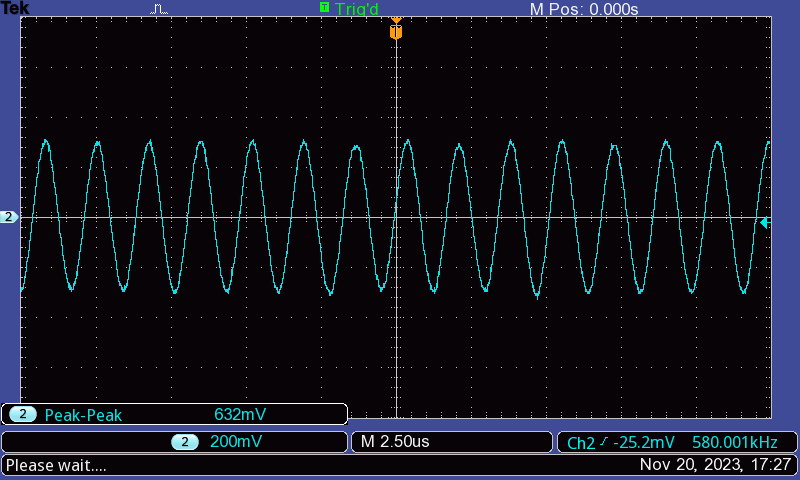 Tek T Trig'd M Pos: 0.000s
T
2
2 Peak-Peak 632mV
2 200mV M 2.50us Ch2 -25.2mV 580.001kHz
Please wait.... Nov 20, 2023, 17:27